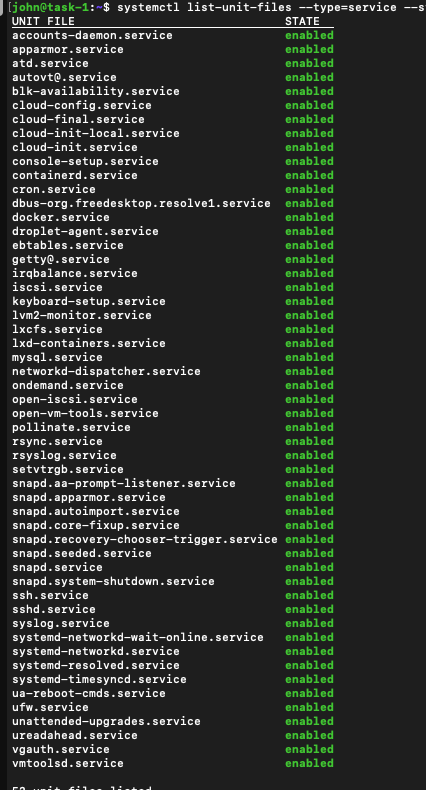 [john@task-1:~$ systemctl list-unit-files --type=service --s
UNIT FILE STATE
accounts-daemon.service enabled
apparmor.service enabled
atd.service enabled
autovt@.service enabled
blk-availability.service enabled
cloud-config.service enabled
cloud-final.service enabled
cloud-init-local.service enabled
cloud-init.service enabled
console-setup.service enabled
containerd.service enabled
cron.service enabled
dbus-org.freedesktop.resolve1.service enabled
docker.service enabled
droplet-agent.service enabled
ebtables.service enabled
getty@.service enabled
irqbalance.service enabled
iscsi.service enabled
keyboard-setup.service enabled
lvm2-monitor.service enabled
lxcfs.service enabled
lxd-containers.service enabled
mysql.service enabled
networkd-dispatcher.service enabled
ondemand.service enabled
open-iscsi.service enabled
open-vm-tools.service enabled
pollinate.service enabled
rsync.service enabled
rsyslog.service enabled
setvtrgb.service enabled
snapd.aa-prompt-listener.service enabled
snapd.apparmor.service enabled
snapd.autoimport.service enabled
snapd.core-fixup.service enabled
snapd.recovery-chooser-trigger.service enabled
snapd.seeded.service enabled
snapd.service enabled
snapd.system-shutdown.service enabled
ssh.service enabled
sshd.service enabled
syslog.service enabled
systemd-networkd-wait-online.service enabled
systemd-networkd.service enabled
systemd-resolved.service enabled
systemd-timesyncd.service enabled
ua-reboot-cmds.service enabled
ufw.service enabled
unattended-upgrades.service enabled
ureadahead.service enabled
vgauth.service enabled
vmtoolsd.service enabled
unit files listed